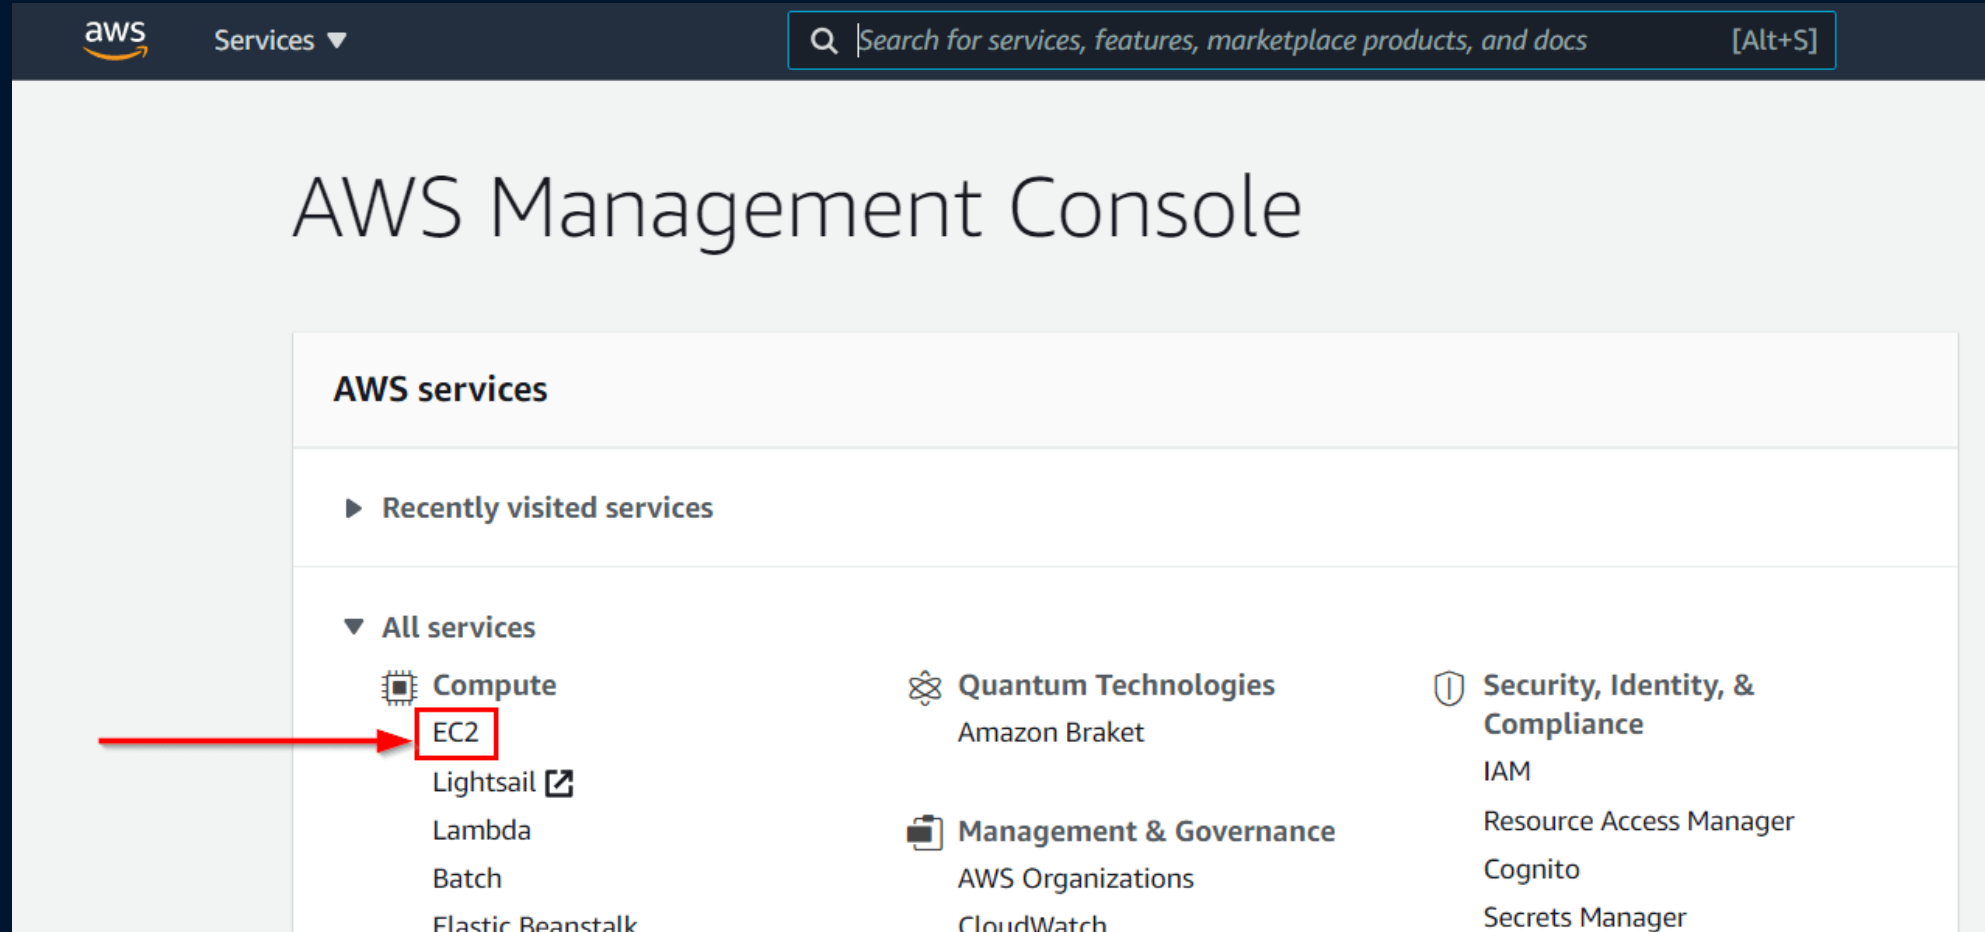 aws
Services ▼
Search for services, features, marketplace products, and docs
[Alt+S]
AWS Management Console
AWS services
Recently visited services
All services
Compute
EC2
Lightsail
Lambda
Batch
Elastic Beanstalk
Quantum Technologies
Amazon Braket
Management & Governance
AWS Organizations
CloudWatch
Security, Identity, &
Compliance
IAM
Resource Access Manager
Cognito
Secrets Manager